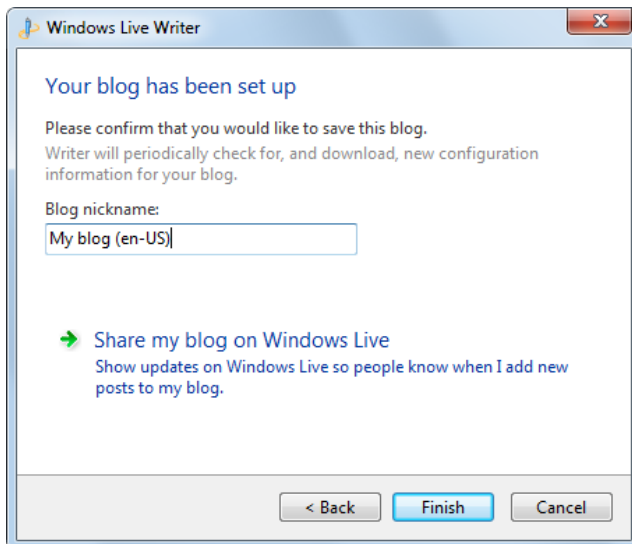 Windows Live Writer
Your blog has been set up
Please confirm that you would like to save this blog.
Writer will periodically check for, and download, new configuration
information for your blog.
Blog nickname:
My blog (en-US)
Share my blog on Windows Live
Show updates on Windows Live so people know when I add new
posts to my blog.
< Back
Finish
Cancel